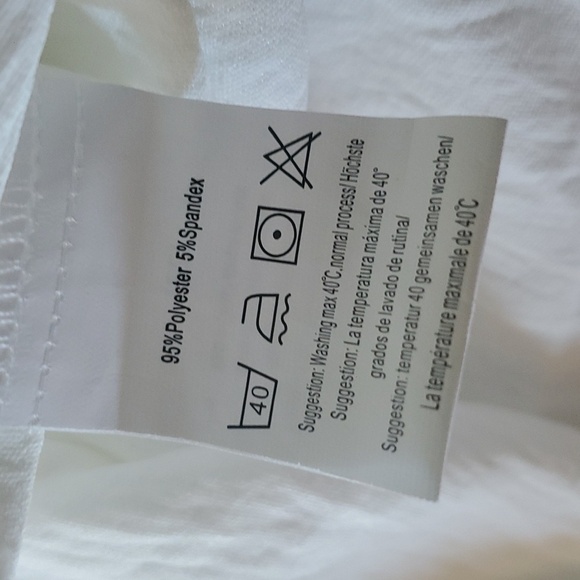 95%Polyester 5%Spandex
40
Suggestion: Washing max 40°C.normal process/Höchste
Suggestion: La temperatura máxima de 40°
grados de lavado de rutina/
Suggestion: temperatur 40 gemeinsamen waschen/
La température maximale de 40°C